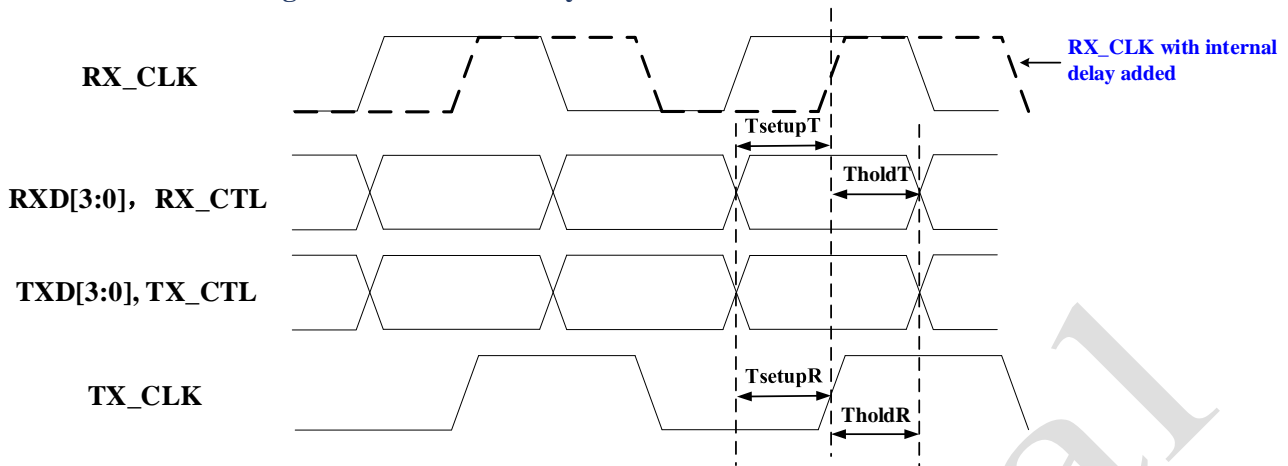 RX_CLK with internal
delay added
RX_CLK
TsetupT
TholdT
RXD[3:0]，RX_CTL
TXD[3:0], TX_CTL
TsetupR
TX_CLK
TholdR